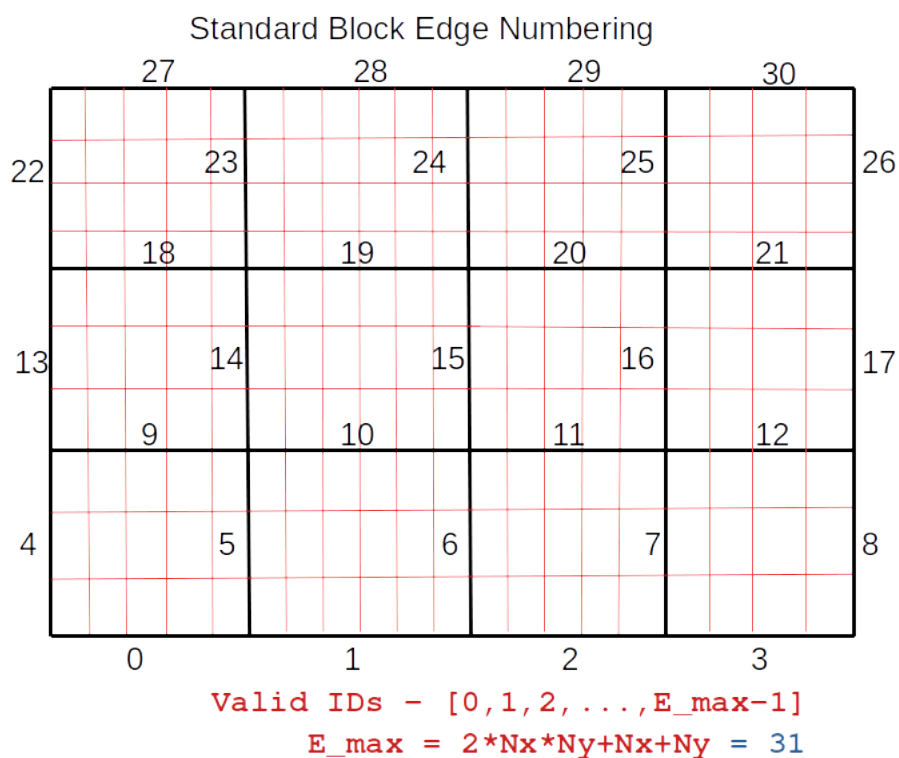 Standard Block Edge Numbering
27 28 29 30
22 23 24 25 26
18 19 20 21
13 14 15 16 17
9 10 11 12
4 5 6 7 8
0 1 2 3
Valid IDs – [0,1,2,...,E_max–1]
E_max = 2*Nx*Ny+Nx+Ny = 31